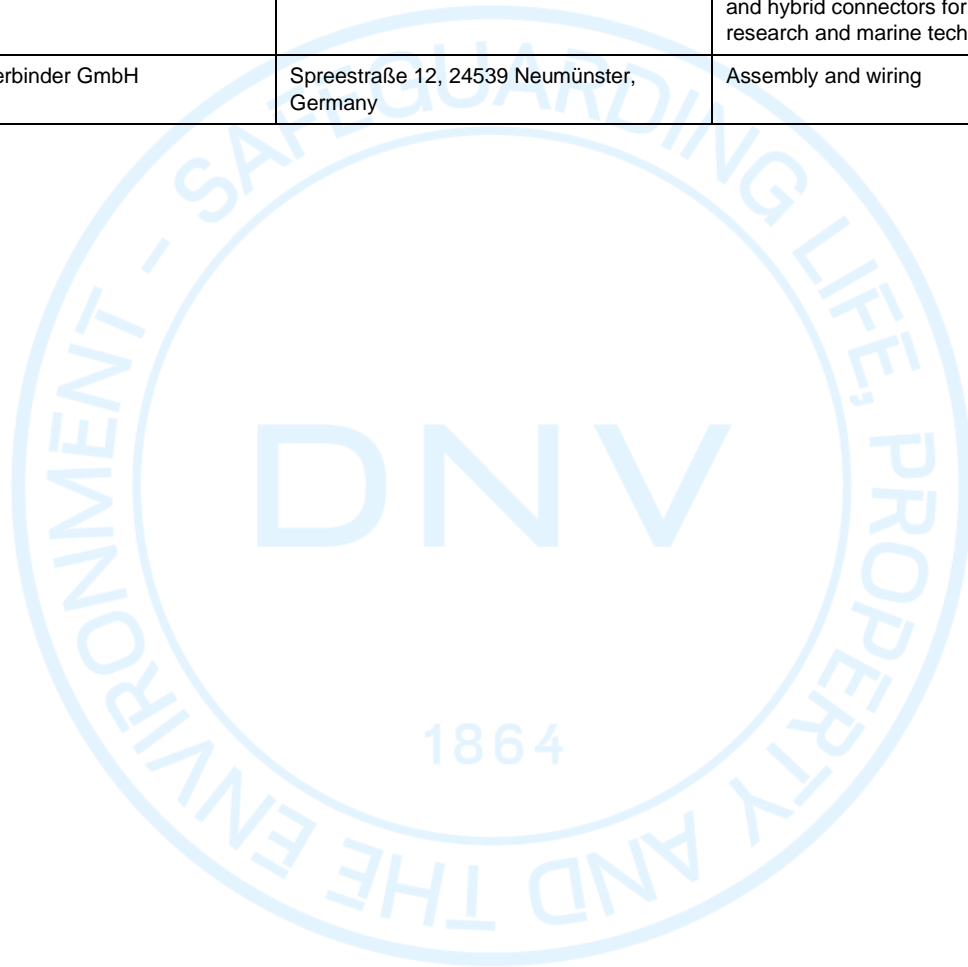 and hybrid connectors for
research and marine tech
erbinder GmbH
Spreestraße 12, 24539 Neumünster,
Germany
Assembly and wiring
SAFEGUARDING LIFE, PROPERTY AND THE ENVIRONMENT -
DNV
1864